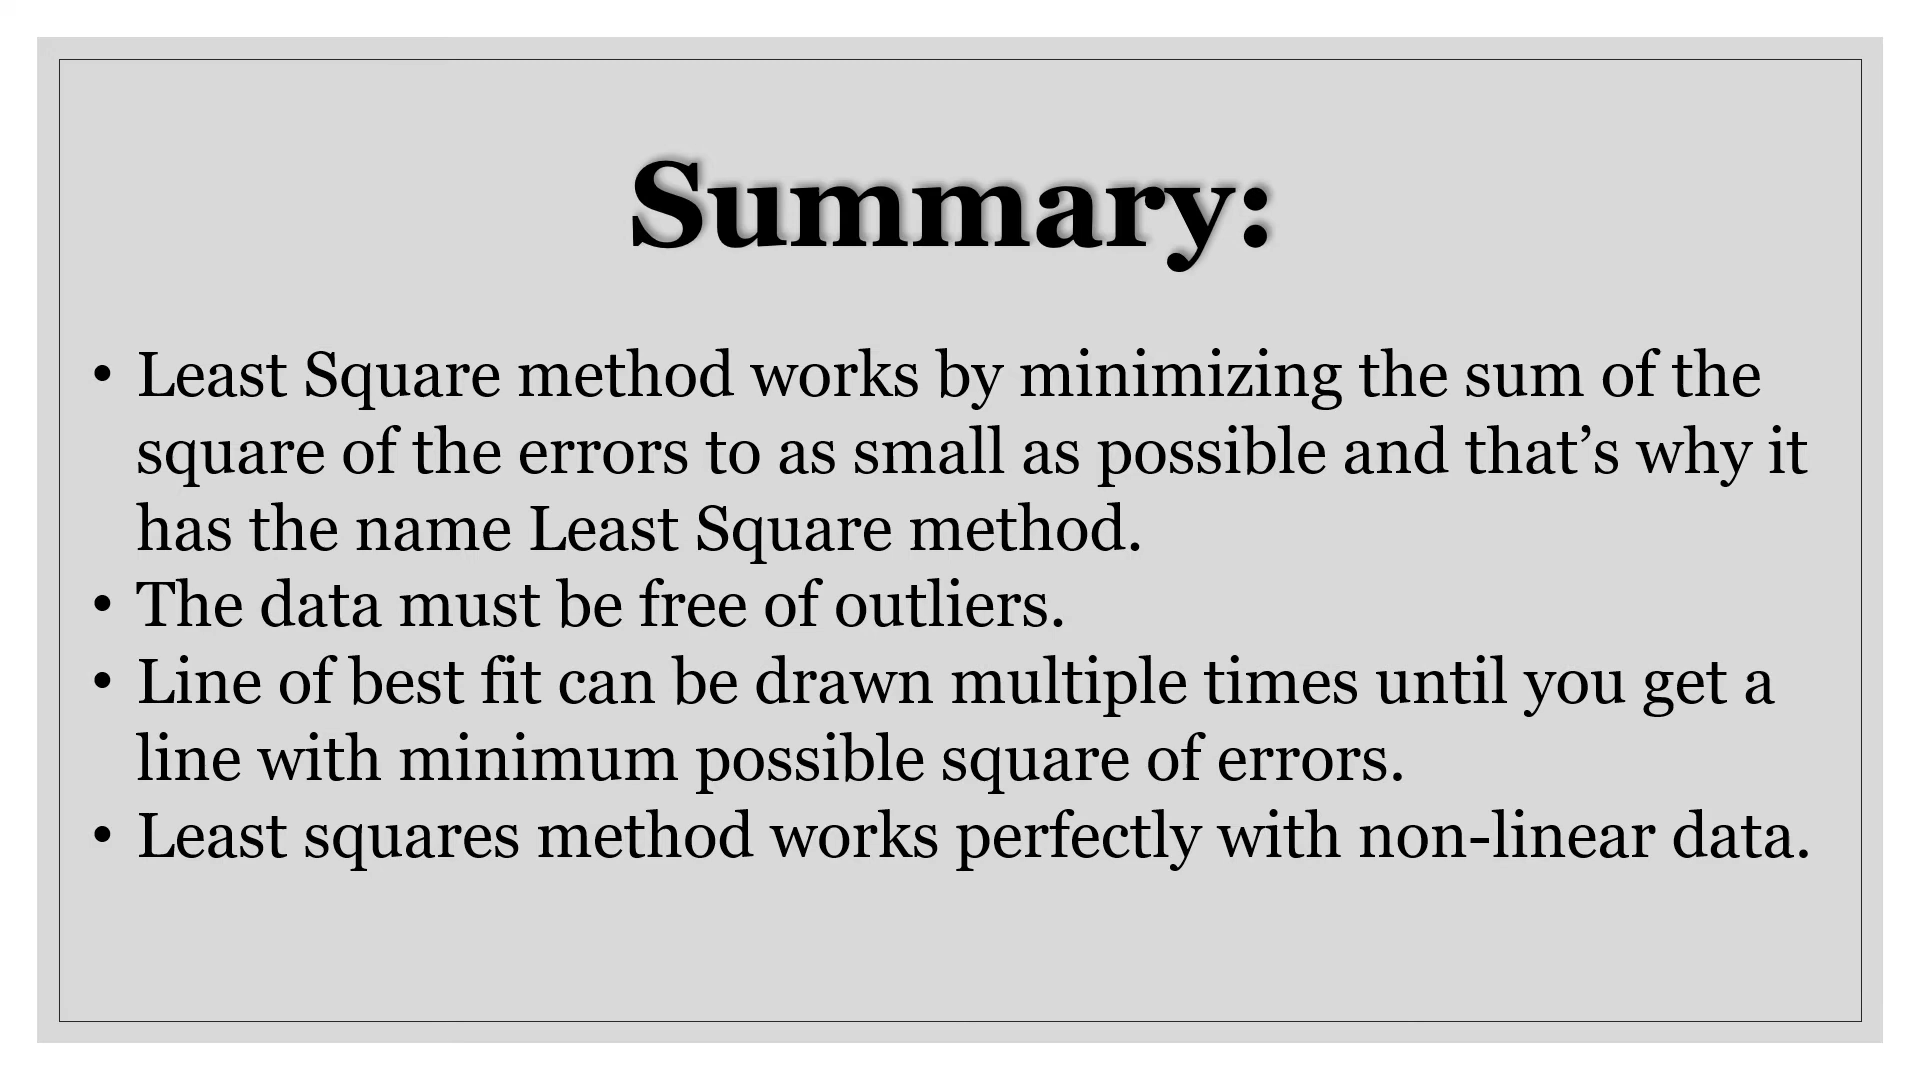 Summary:
• Least Square method works by minimizing the sum of the
square of the errors to as small as possible and that’s why it
has the name Least Square method.
• The data must be free of outliers.
• Line of best fit can be drawn multiple times until you get a
line with minimum possible square of errors.
• Least squares method works perfectly with non-linear data.